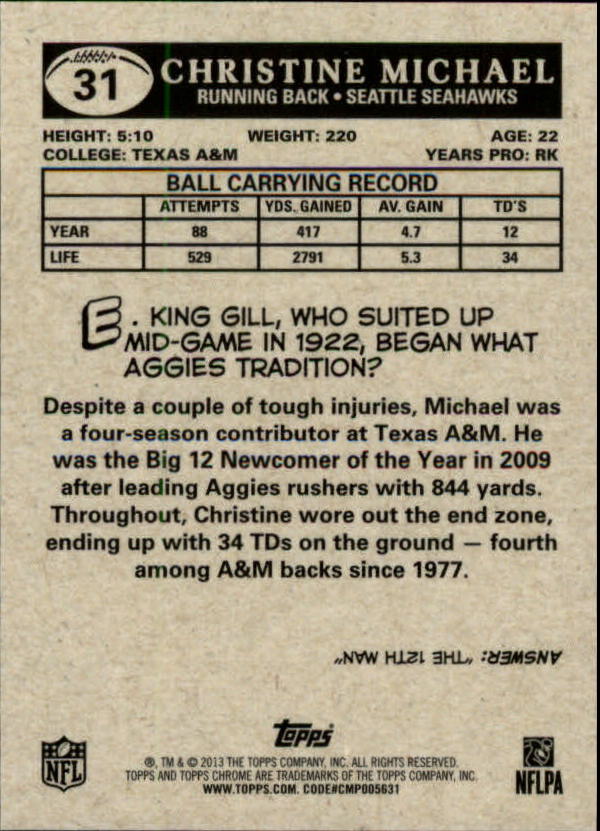 31
CHRISTINE MICHAEL
RUNNING BACK • SEATTLE SEAHAWKS
HEIGHT: 5:10 WEIGHT: 220 AGE: 22
COLLEGE: TEXAS A&M YEARS PRO: RK
BALL CARRYING RECORD
ATTEMPTS YDS. GAINED AV. GAIN TD'S
YEAR 88 417 4.7 12
LIFE 529 2791 5.3 34
E. KING GILL, WHO SUITED UP
MID-GAME IN 1922, BEGAN WHAT
AGGIES TRADITION?
Despite a couple of tough injuries, Michael was
a four-season contributor at Texas A&M. He
was the Big 12 Newcomer of the Year in 2009
after leading Aggies rushers with 844 yards.
Throughout, Christine wore out the end zone,
ending up with 34 TDs on the ground — fourth
among A&M backs since 1977.
ANSWER: "THE 12TH MAN"
Topps
®, TM & © 2013 THE TOPPS COMPANY, INC. ALL RIGHTS RESERVED.
TOPPS AND TOPPS CHROME ARE TRADEMARKS OF THE TOPPS COMPANY, INC.
WWW.TOPPS.COM. CODE#CMP005631
NFL
NFLPA